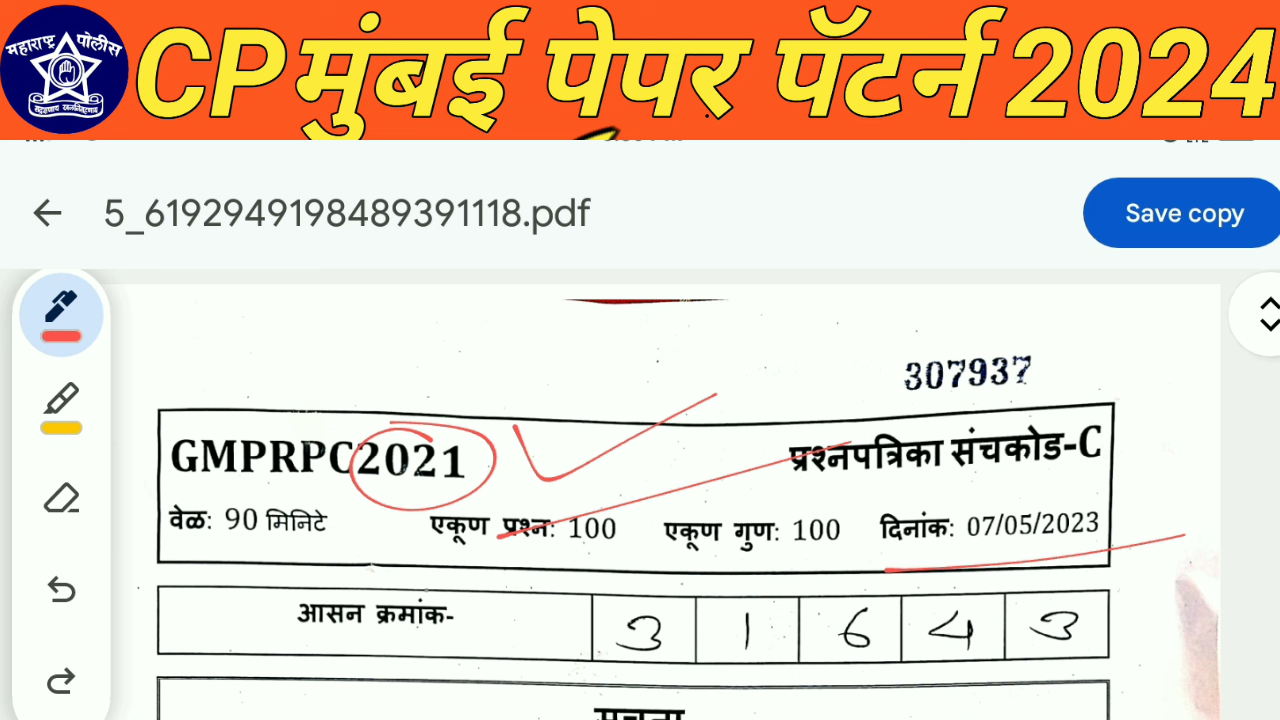 महाराष्ट्र पोलीस
CP मुंबई पेपर पॅटर्न 2024
5_6192949198489391118.pdf
Save copy
307937
GMPRPC2021
प्रश्नपत्रिका संचकोड-C
वेळ: 90 मिनिटे एकूण प्रश्न: 100 एकूण गुण: 100 दिनांक: 07/05/2023
आसन क्रमांक- 3 1 6 4 3